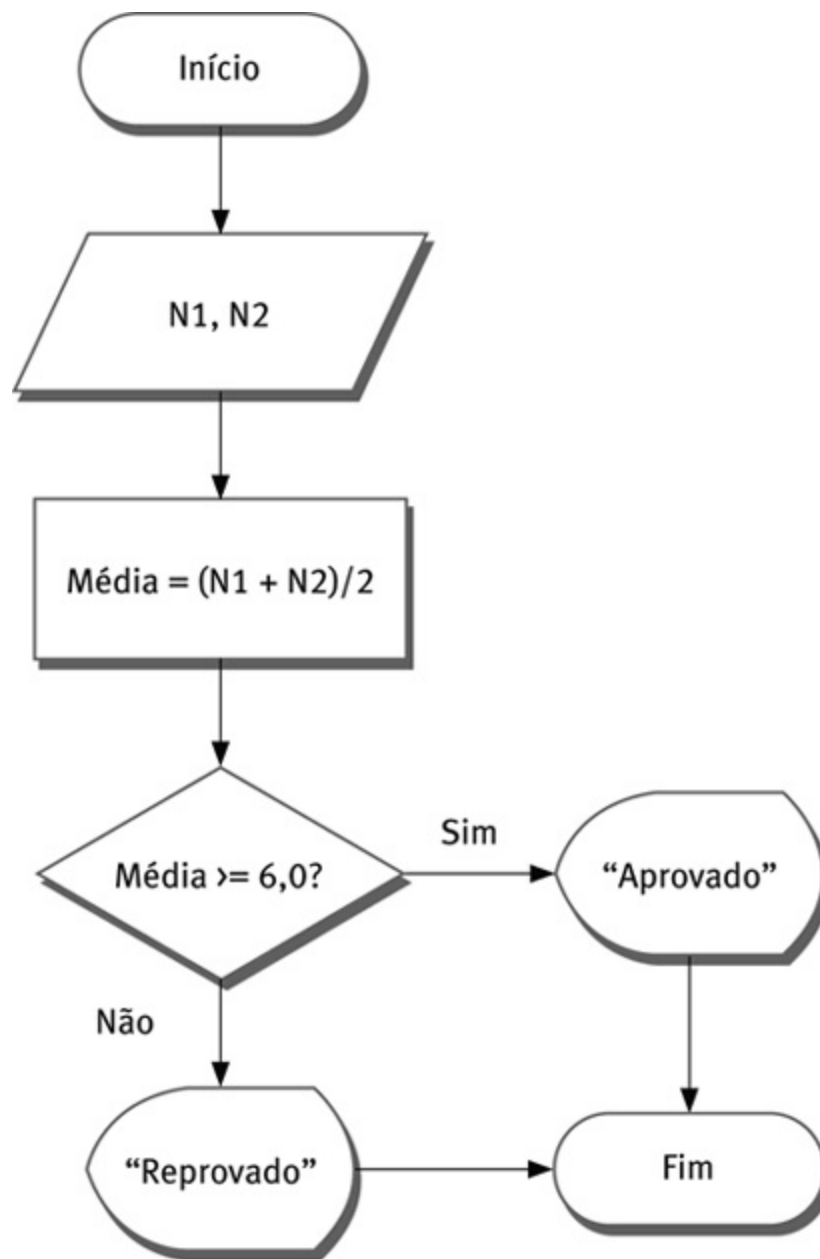 Início
N1, N2
Média = (N1 + N2)/2
Média >= 6,0?
Sim
“Aprovado”
Não
“Reprovado”
Fim